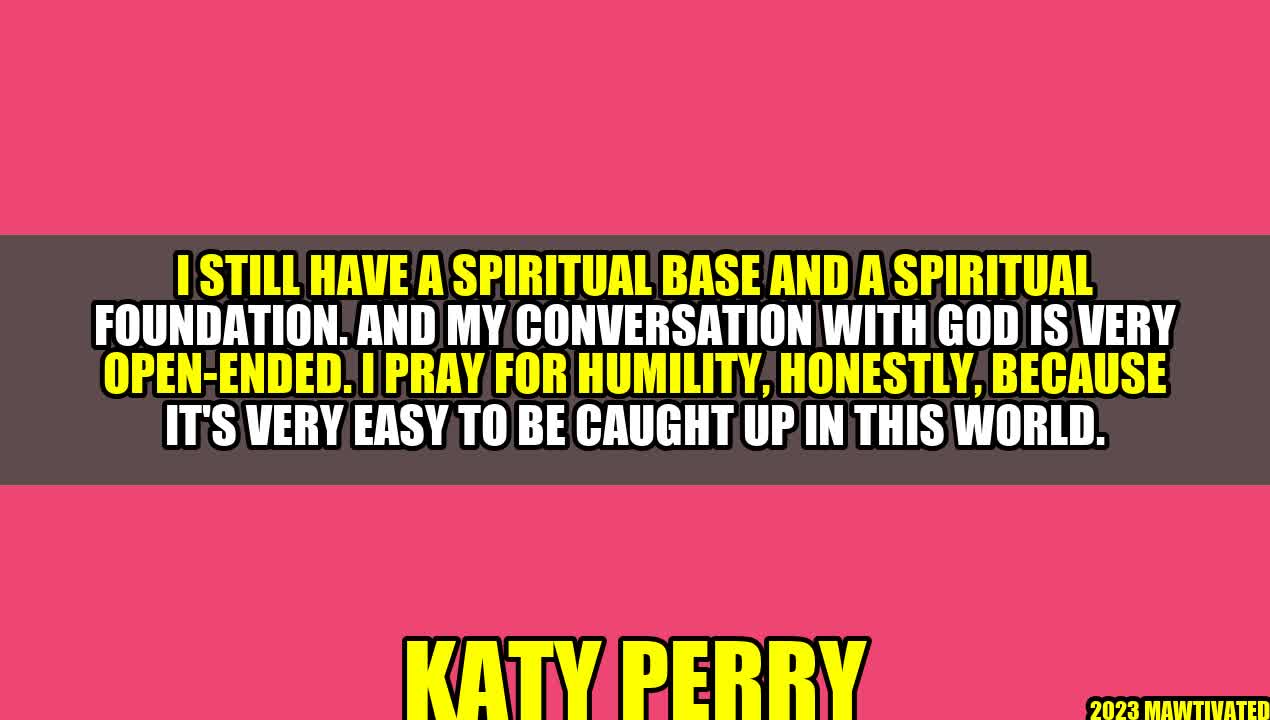 I STILL HAVE A SPIRITUAL BASE AND A SPIRITUAL
FOUNDATION. AND MY CONVERSATION WITH GOD IS VERY
OPEN-ENDED. I PRAY FOR HUMILITY, HONESTLY, BECAUSE
IT'S VERY EASY TO BE CAUGHT UP IN THIS WORLD.
KATY PERRY
2023 MAWTIVATED